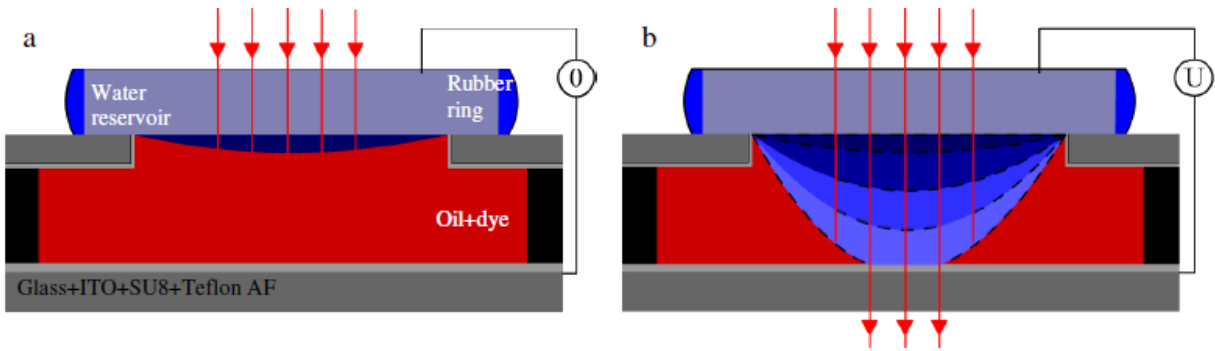 a
0
Water
reservoir
Rubber
ring
Oil+dye
Glass+ITO+SU8+Teflon AF
b
U